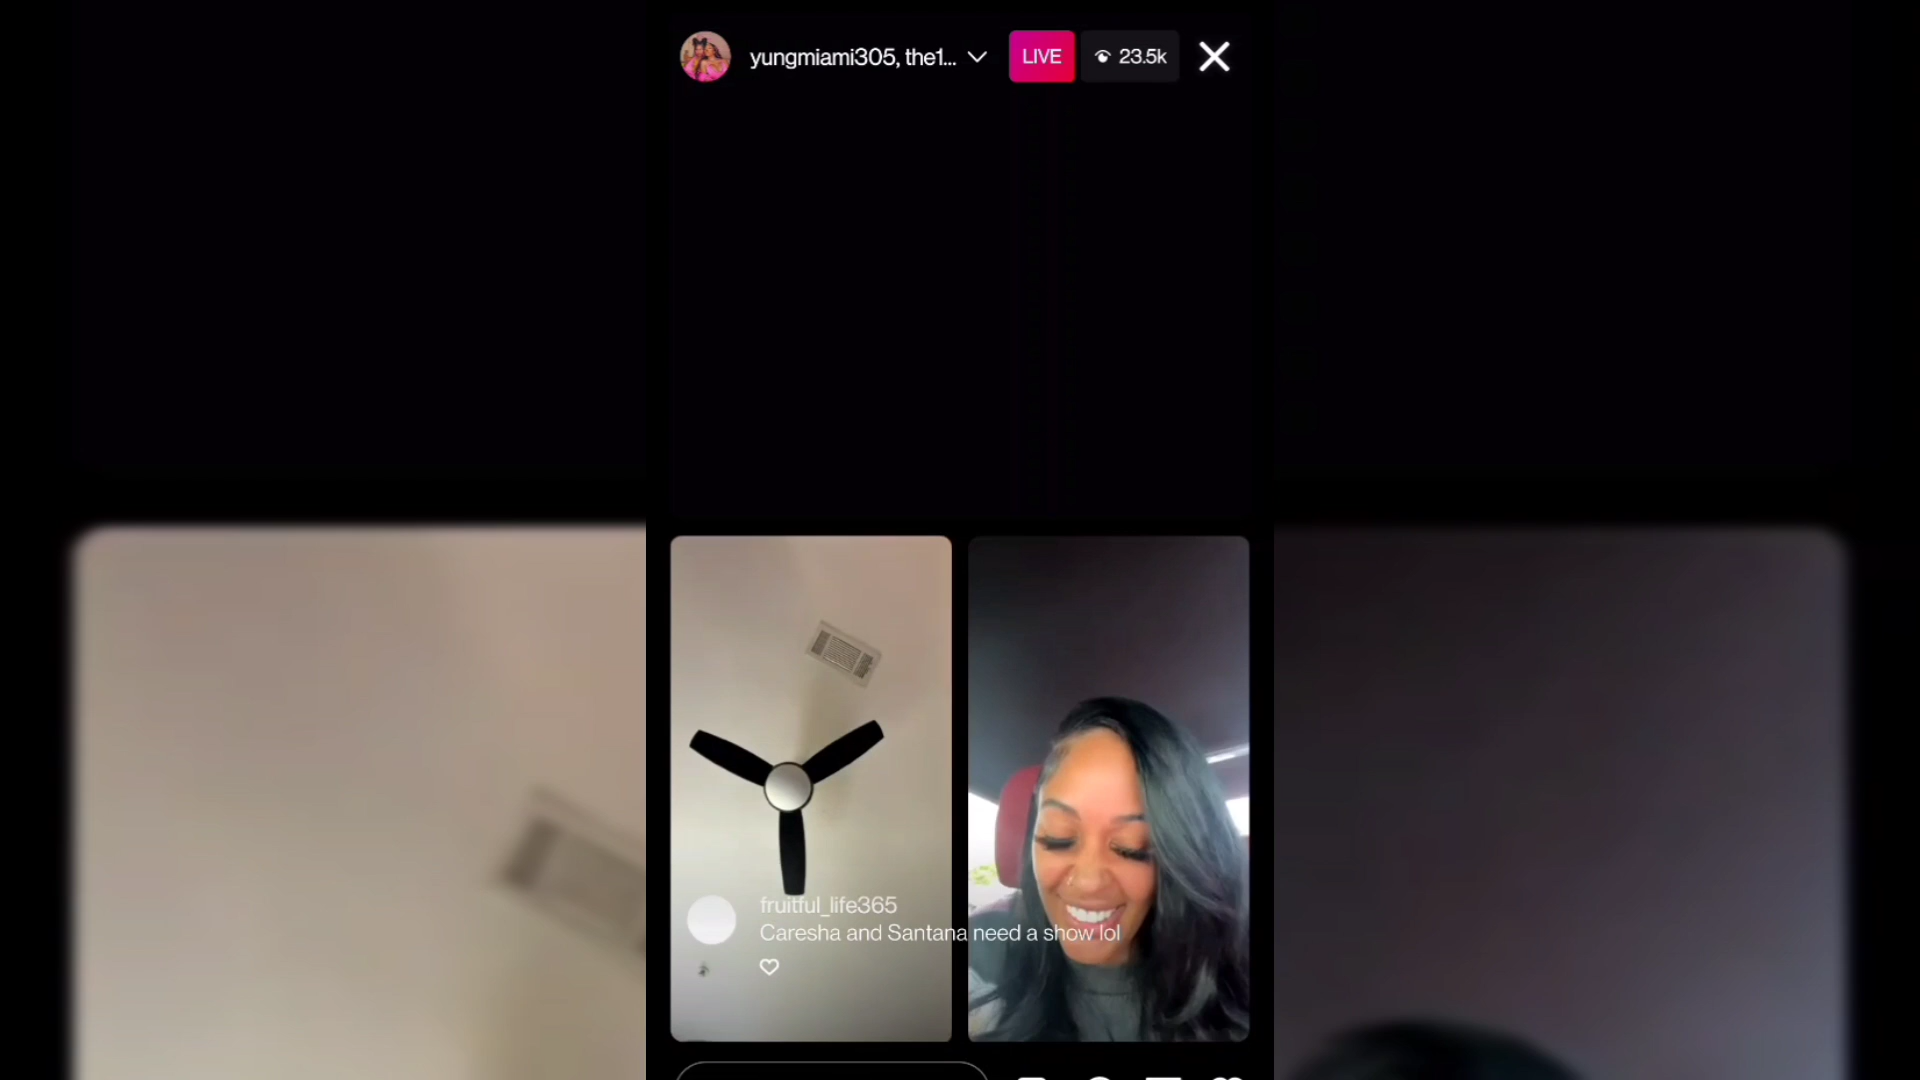 yungmiami305, the1...
LIVE
23.5k
fruitful_life365
Caresha and Santana need a show lol